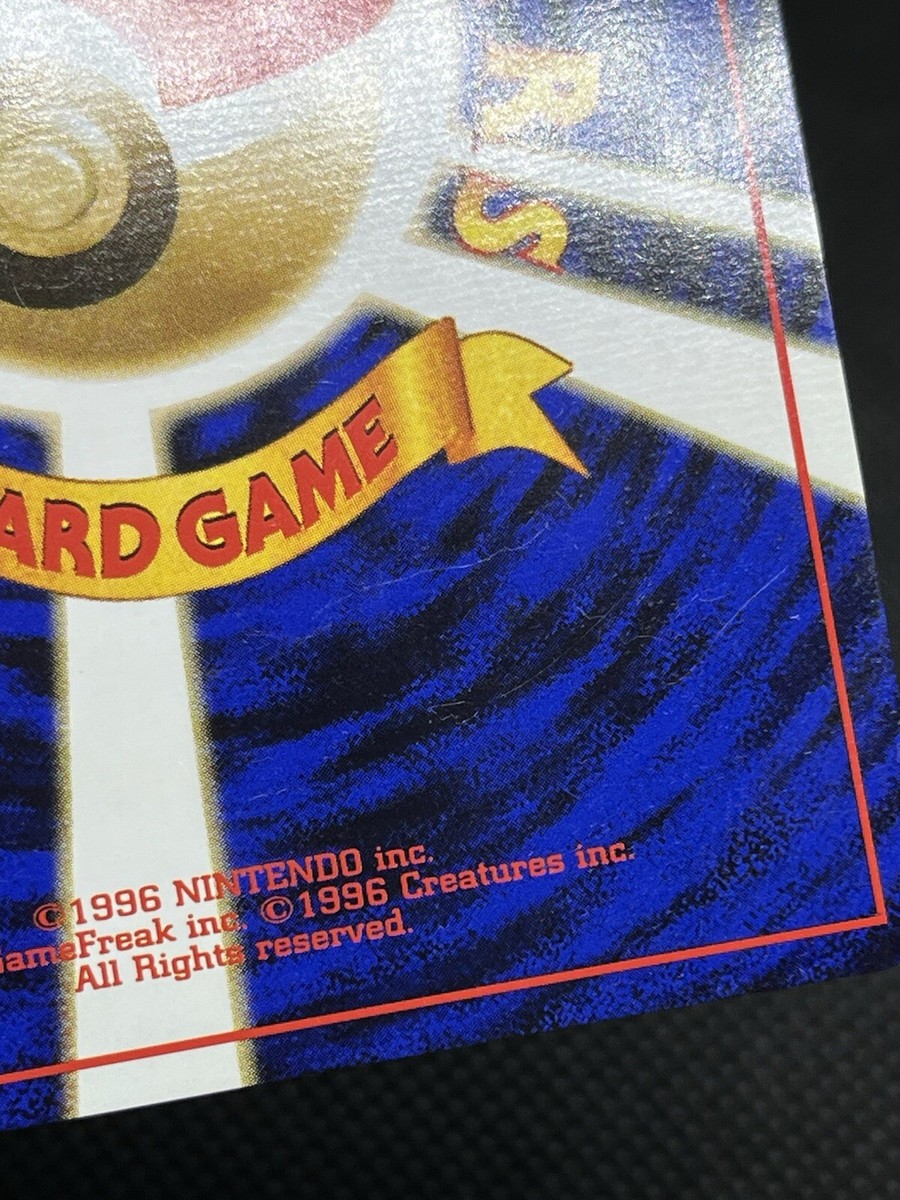 RS
ARD GAME
©1996 NINTENDO inc.
GameFreak inc. ©1996 Creatures inc.
All Rights reserved.